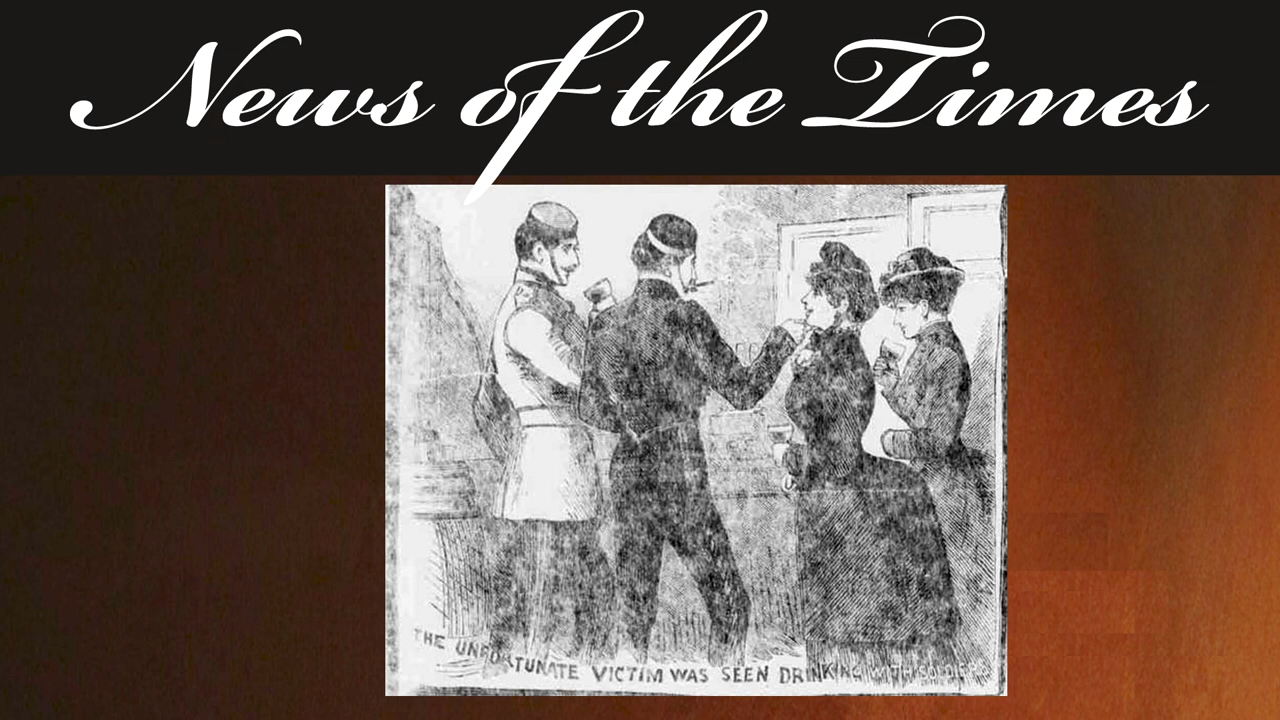 News of the Times
THE UNFORTUNATE VICTIM WAS SEEN DRINKING WITH SOLDIERS